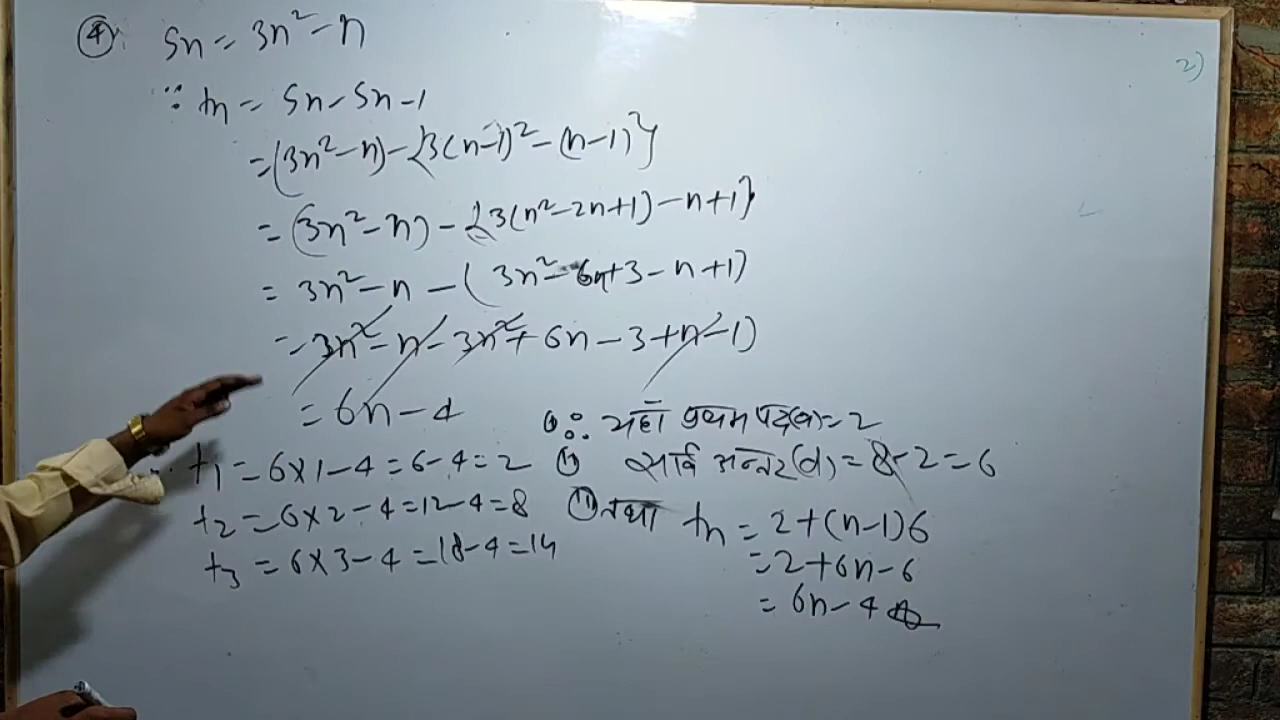 ④ Sn = 3n² - n
∵ tn = Sn - Sn-1
= (3n² - n) - {3(n-1)² - (n-1)}
= (3n² - n) - {3(n² - 2n + 1) - n + 1}
= 3n² - n - (3n² - 6n + 3 - n + 1)
= 3n² - n - 3n² + 6n - 3 + n - 1)
= 6n - 4
t1 = 6×1-4 = 6-4 = 2
t2 = 6×2-4 = 12-4 = 8
t3 = 6×3-4 = 18-4 = 14
∴ यहाँ प्रथम पद(a) = 2
सार्व अन्तर(d) = 8-2 = 6
तथा tn = 2+(n-1)6
= 2+6n-6
= 6n-4
2)